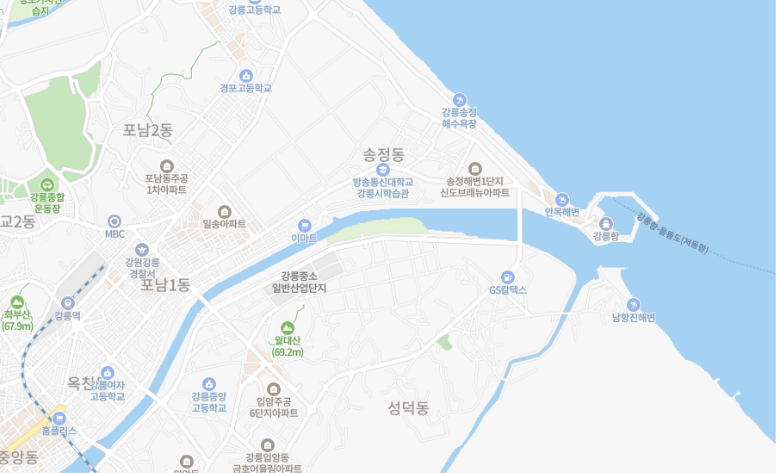 습지
강릉고등학교
경포고등학교
강릉송정
해수욕장
포남2동
송정동
포남동주공
1차아파트
방송통신대학교
강릉시학습관
송정해변1단지
신도브래뉴아파트
강릉종합
운동장
교2동
일송아파트
MBC
이마트
안목해변
강릉항
강릉항-울릉도(저동항)
강원강릉
경찰서
포남1동
강릉중소
일반산업단지
GS칼텍스
화부산
(67.9m)
강릉역
남항진해변
월대산
(69.2m)
옥천
강릉여자
고등학교
강릉중앙
고등학교
입암주공
6단지아파트
성덕동
홈플러스
중앙동
강릉입암동
금호어울림아파트